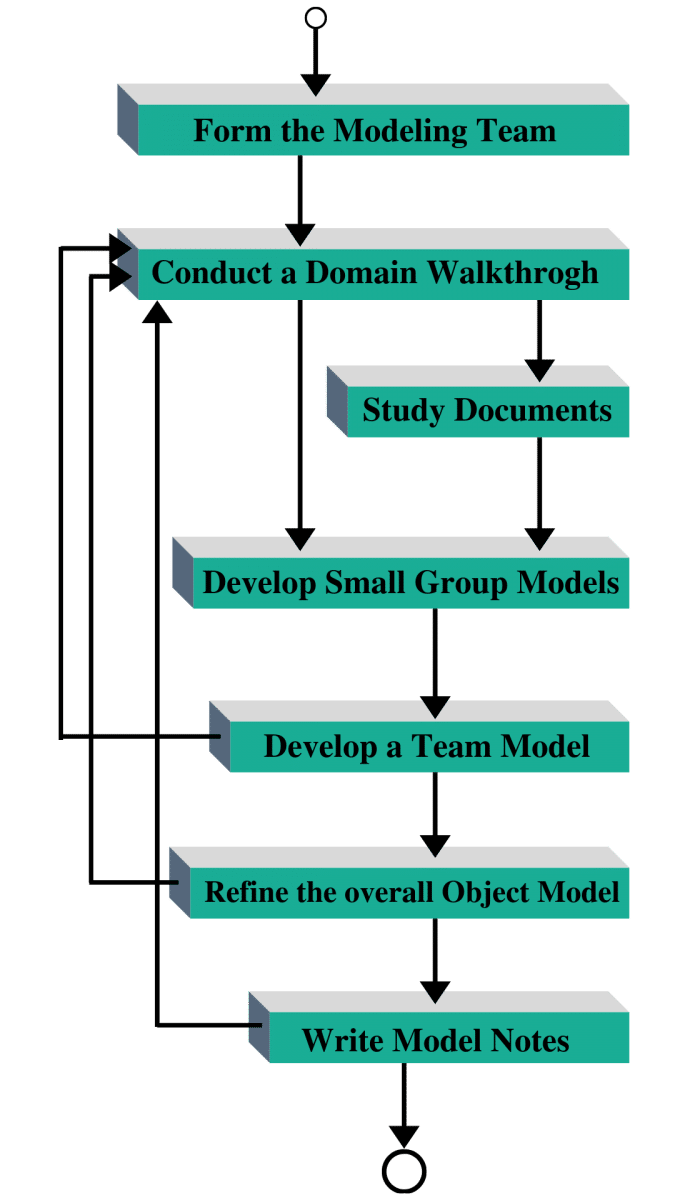 Form the Modeling Team
Conduct a Domain Walkthrogh
Study Documents
Develop Small Group Models
Develop a Team Model
Refine the overall Object Model
Write Model Notes